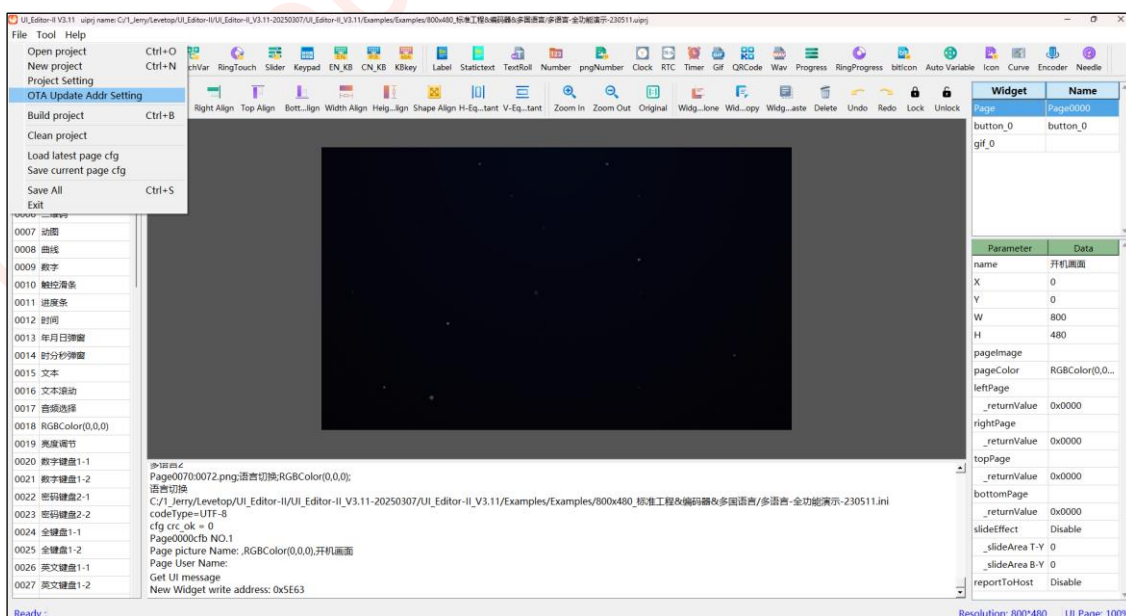 UI_Editor-II V3.11 uiprj name: C:/1_Jerry/Levetop/UI_Editor-II/UI_Editor-II_V3.11-20250307/UI_Editor-II_V3.11/Examples/Examples/800x480_标准工程&编码器&多国语言/多语言-全功能演示-230511.uiprj
File Tool Help
Open project Ctrl+O
New project Ctrl+N
Project Setting
OTA Update Addr Setting
Build project Ctrl+B
Clean project
Load latest page cfg
Save current page cfg
Save All Ctrl+S
Exit
chVar RingTouch Slider Keypad EN_KB CN_KB KBkey Label Statictext TextRoll Number pngNumber Clock RTC Timer Gif QRCode Wav Progress RingProgress bitIcon Auto Variable Icon Curve Encoder Needle
Right Align Top Align Bott...lign Width Align Heig...lign Shape Align H-Eq...tant V-Eq...tant Zoom In Zoom Out Original Widg...lone Wid...opy Widg...aste Delete Undo Redo Lock Unlock
0006 二维码
0007 动图
0008 曲线
0009 数字
0010 触控滑条
0011 进度条
0012 时间
0013 年月日弹窗
0014 时分秒弹窗
0015 文本
0016 文本滚动
0017 音频选择
0018 RGBColor(0,0,0)
0019 亮度调节
0020 数字键盘1-1
0021 数字键盘1-2
0022 密码键盘2-1
0023 密码键盘2-2
0024 全键盘1-1
0025 全键盘1-2
0026 英文键盘1-1
0027 英文键盘1-2
多语言2
Page0070:0072.png;语言切换;RGBColor(0,0,0);
语言切换
C:/1_Jerry/Levetop/UI_Editor-II/UI_Editor-II_V3.11-20250307/UI_Editor-II_V3.11/Examples/Examples/800x480_标准工程&编码器&多国语言/多语言-全功能演示-230511.ini
codeType=UTF-8
cfg crc_ok = 0
Page0000cfb NO.1
Page picture Name: ,RGBColor(0,0,0),开机画面
Page User Name:
Get UI message
New Widget write address: 0x5E63
Widget Name
Page Page0000
button_0 button_0
gif_0
Parameter Data
name 开机画面
X 0
Y 0
W 800
H 480
pageImage
pageColor RGBColor(0,0...
leftPage
_returnValue 0x0000
rightPage
_returnValue 0x0000
topPage
_returnValue 0x0000
bottomPage
_returnValue 0x0000
slideEffect Disable
_slideArea T-Y 0
_slideArea B-Y 0
reportToHost Disable
Ready : Resolution: 800*480 UI Page: 1009